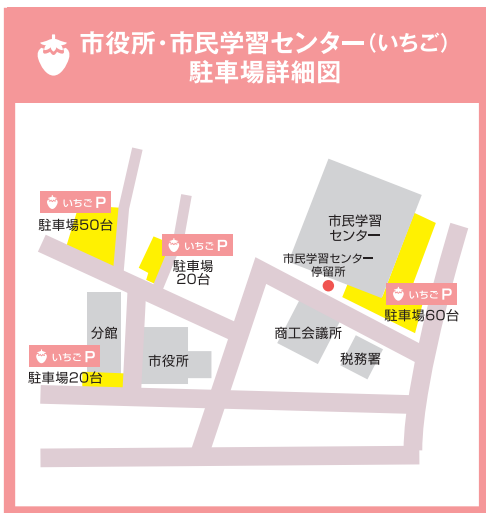 市役所・市民学習センター（いちご）
駐車場詳細図
いちご P
駐車場50台
いちご P
駐車場
20台
市民学習
センター
市民学習センター
停留所
いちご P
駐車場60台
分館
商工会議所
いちご P
市役所
税務署
駐車場20台